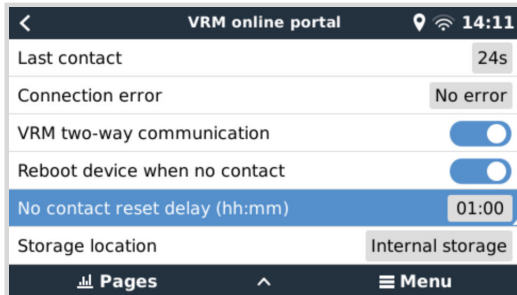 VRM online portal 14:11
Last contact 24s
Connection error No error
VRM two-way communication
Reboot device when no contact
No contact reset delay (hh:mm) 01:00
Storage location Internal storage
Pages Menu